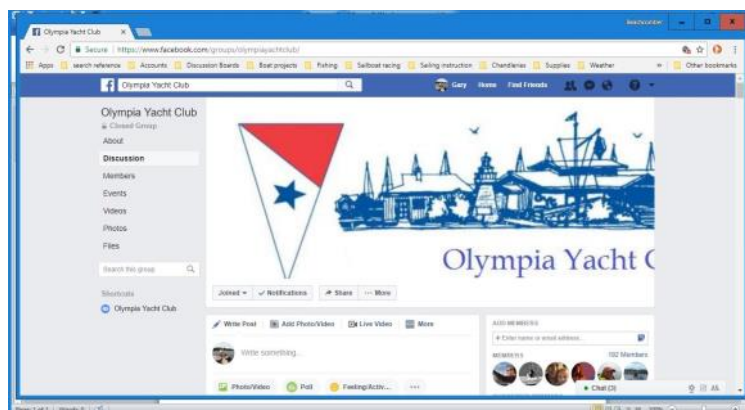 Olympia Yacht Club
Secure | https://www.facebook.com/groups/olympiayachtclub/
Apps search reference Accounts Discussion Boards Boat projects Fishing Sailboat racing Sailing instruction Chandleries Supplies Weather » Other bookmarks
Olympia Yacht Club
Gary Home Find Friends
Olympia Yacht Club
Closed Group
About
Discussion
Members
Events
Videos
Photos
Files
Search this group
Shortcuts
Olympia Yacht Club
Olympia Yacht C
Joined Notifications Share More
Write Post Add Photo/Video Live Video More
Write something...
Photo/Video Poll Feeling/Activ...
ADD MEMBERS
+ Enter name or email address...
MEMBERS 192 Members
Chat (3)